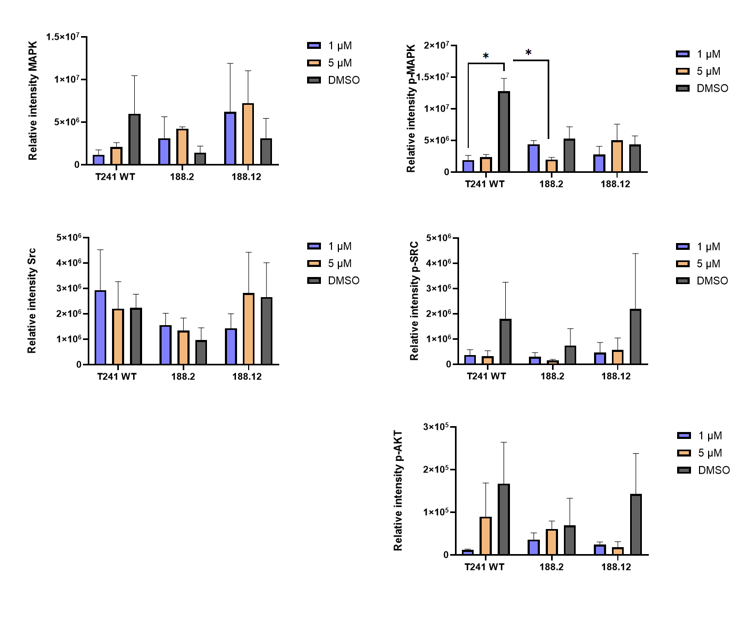 Relative intensity MAPK
1.5×10⁷
1×10⁷
5×10⁶
0
T241 WT 188.2 188.12
1 μM
5 μM
DMSO
Relative intensity p-MAPK
2×10⁷
1.5×10⁷
1×10⁷
5×10⁶
0
* *
T241 WT 188.2 188.12
1 μM
5 μM
DMSO
Relative intensity Src
5×10⁶
4×10⁶
3×10⁶
2×10⁶
1×10⁶
0
T241 WT 188.2 188.12
1 μM
5 μM
DMSO
Relative intensity p-SRC
5×10⁶
4×10⁶
3×10⁶
2×10⁶
1×10⁶
0
T241 WT 188.2 188.12
1 μM
5 μM
DMSO
Relative intensity p-AKT
3×10⁵
2×10⁵
1×10⁵
0
T241 WT 188.2 188.12
1 μM
5 μM
DMSO